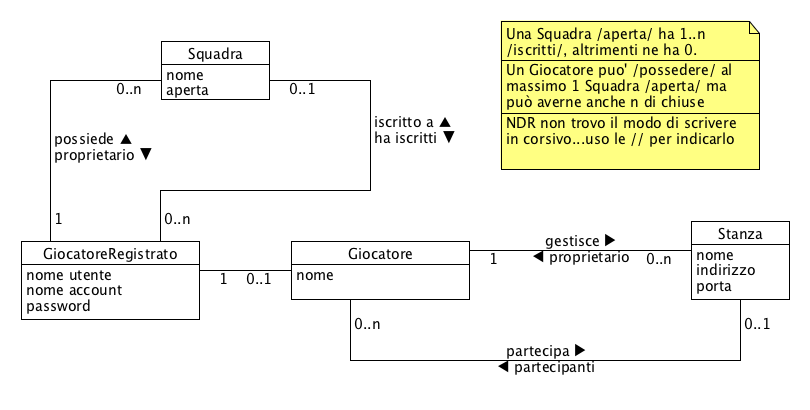 Squadra
nome
aperta
0..n
0..1
possiede ▲
proprietario ▼
iscritto a ▲
ha iscritti ▼
1
0..n
Una Squadra /aperta/ ha 1..n
/iscritti/, altrimenti ne ha 0.
Un Giocatore puo' /possedere/ al
massimo 1 Squadra /aperta/ ma
può averne anche n di chiuse
NDR non trovo il modo di scrivere
in corsivo...uso le // per indicarlo
GiocatoreRegistrato
nome utente
nome account
password
1
0..1
Giocatore
nome
gestisce ▶
◀ proprietario
1
0..n
Stanza
nome
indirizzo
porta
0..n
0..1
partecipa ▶
◀ partecipanti